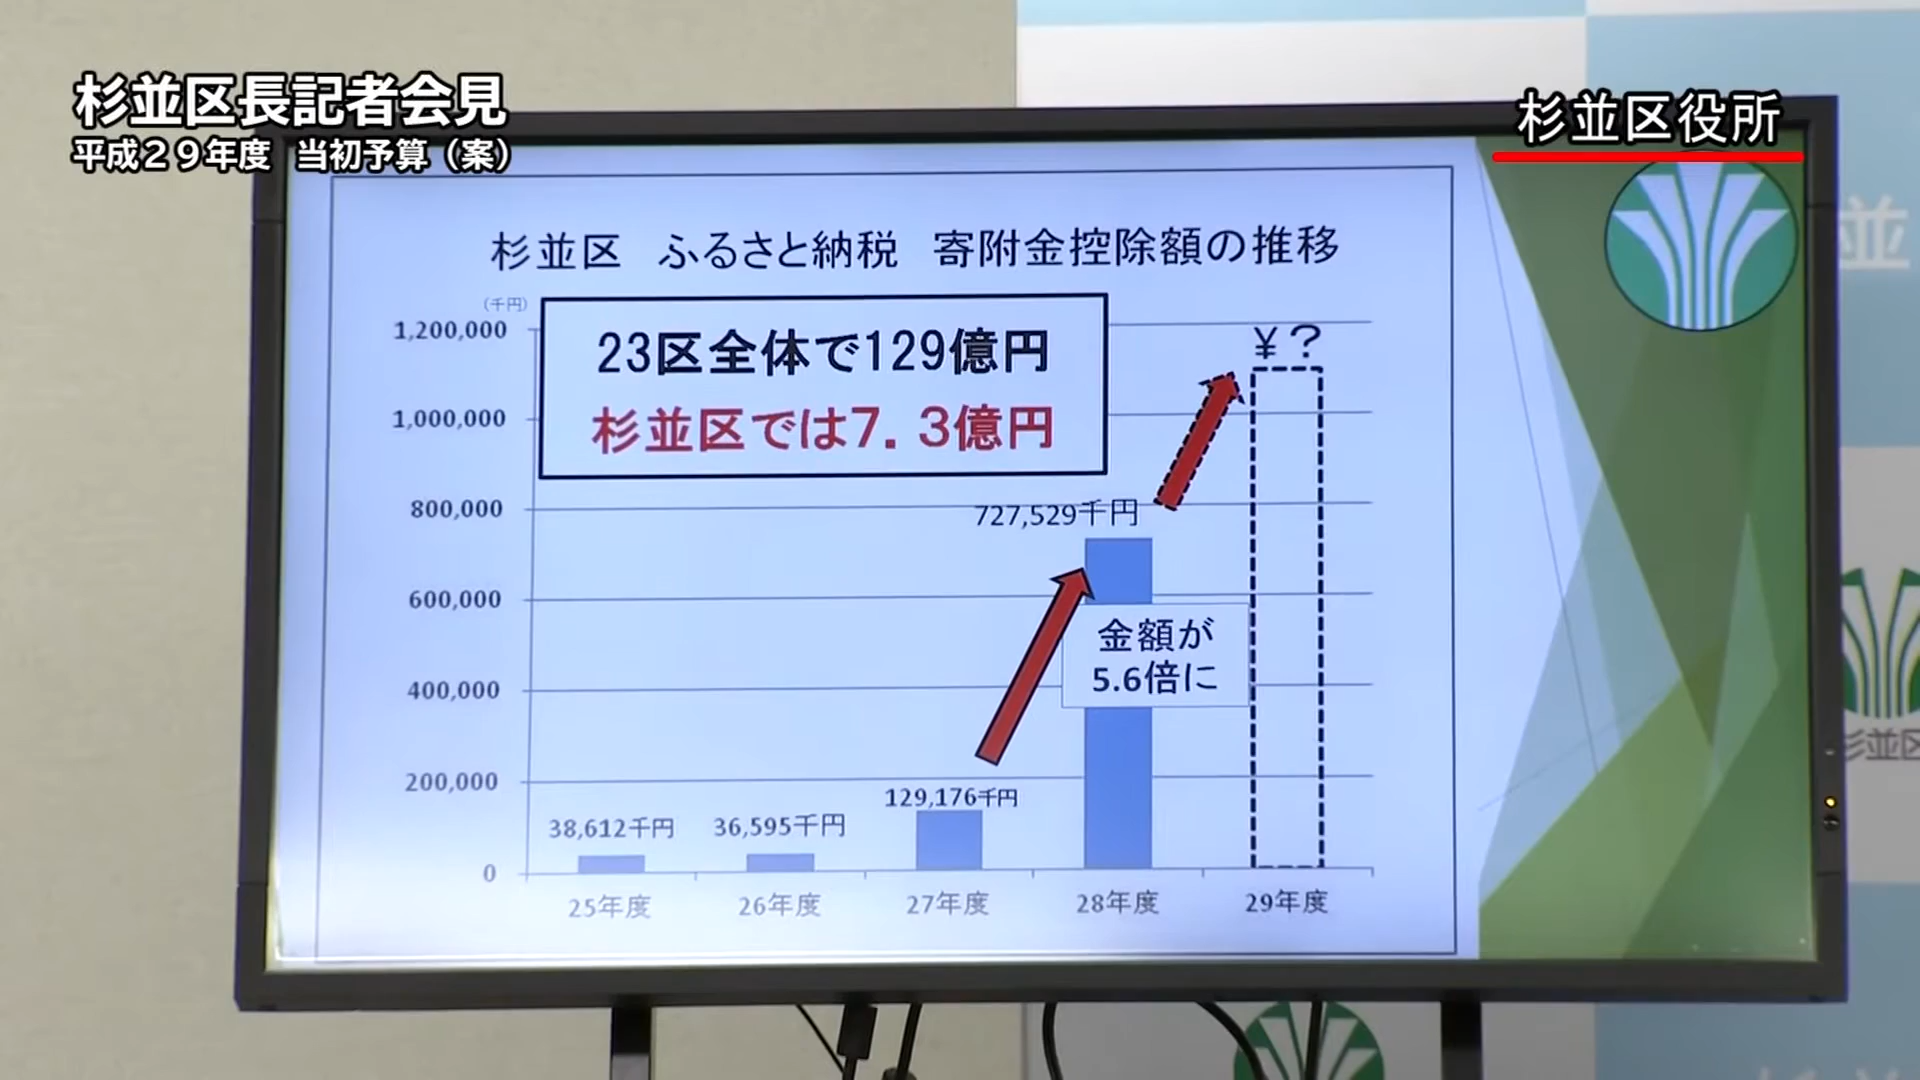 杉並区長記者会見
平成２９年度　当初予算（案）
杉並区役所
並
杉並区　ふるさと納税　寄附金控除額の推移
（千円）
23区全体で129億円
杉並区では7．3億円
¥？
1,200,000
1,000,000
800,000
600,000
400,000
200,000
0
727,529千円
金額が
5.6倍に
129,176千円
38,612千円
36,595千円
25年度
26年度
27年度
28年度
29年度
杉並区